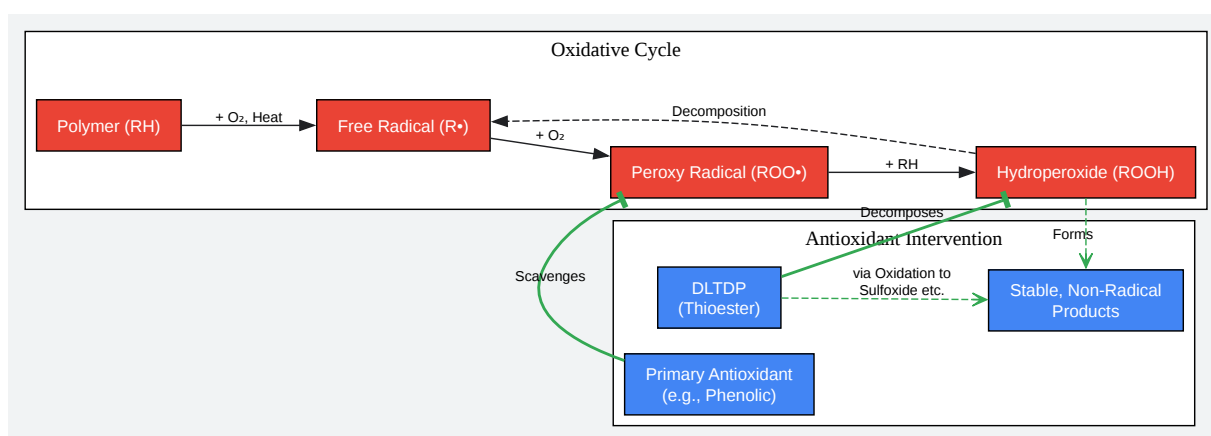 Oxidative Cycle
Polymer (RH)
+ O₂, Heat
Free Radical (R•)
Decomposition
+ O₂
Peroxy Radical (ROO•)
+ RH
Hydroperoxide (ROOH)
Decomposes
Antioxidant Intervention
Forms
Scavenges
DLTDP
(Thioester)
via Oxidation to
Sulfoxide etc.
Stable, Non-Radical
Products
Primary Antioxidant
(e.g., Phenolic)